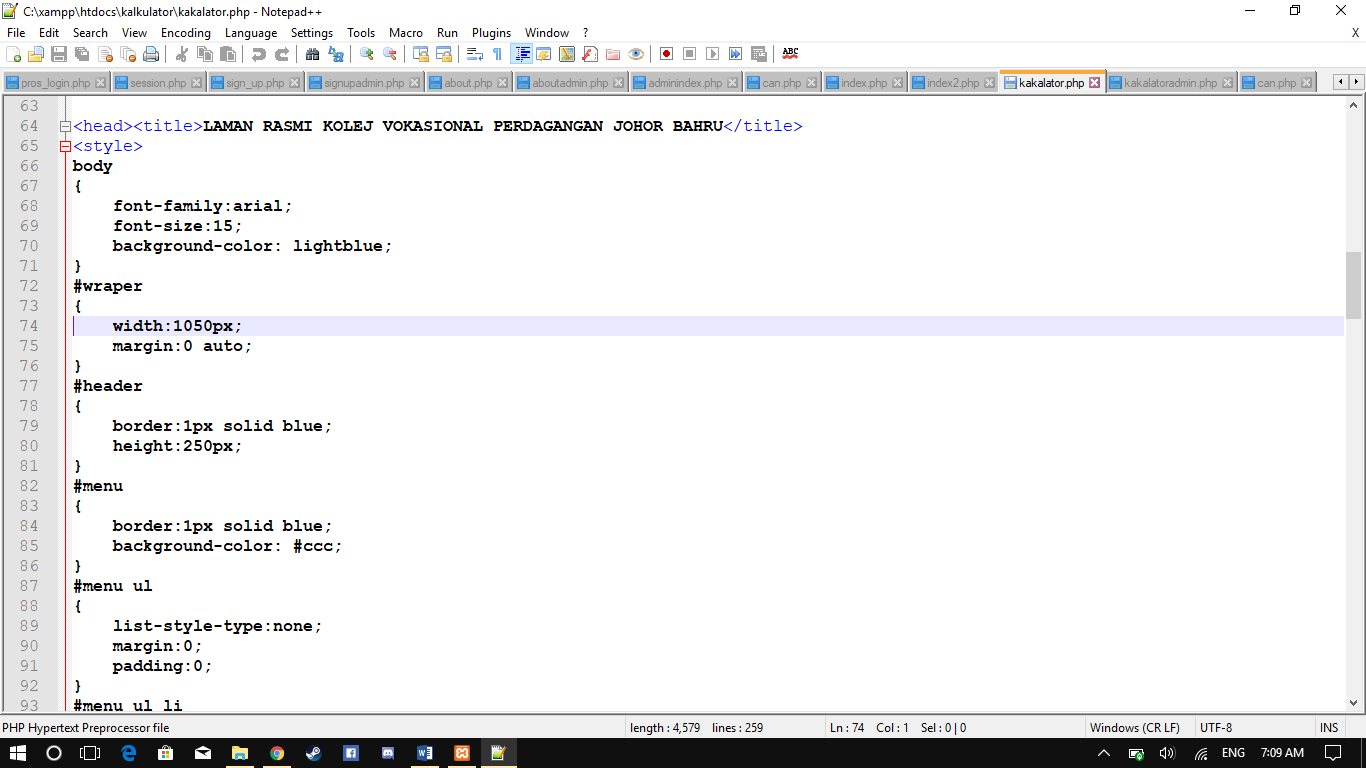 C:\xampp\htdocs\kalkulator\kakalator.php - Notepad++
File Edit Search View Encoding Language Settings Tools Macro Run Plugins Window ? X
ABC
pros_login.php session.php sign_up.php signupadmin.php about.php aboutadmin.php adminindex.php can.php index.php index2.php kakalator.php kakalatoradmin.php can.php
63
64 <head><title>LAMAN RASMI KOLEJ VOKASIONAL PERDAGANGAN JOHOR BAHRU</title>
65 <style>
66 body
67 {
68 font-family:arial;
69 font-size:15;
70 background-color: lightblue;
71 }
72 #wraper
73 {
74 width:1050px;
75 margin:0 auto;
76 }
77 #header
78 {
79 border:1px solid blue;
80 height:250px;
81 }
82 #menu
83 {
84 border:1px solid blue;
85 background-color: #ccc;
86 }
87 #menu ul
88 {
89 list-style-type:none;
90 margin:0;
91 padding:0;
92 }
93 #menu ul li
PHP Hypertext Preprocessor file length : 4,579 lines : 259 Ln : 74 Col : 1 Sel : 0 | 0 Windows (CR LF) UTF-8 INS
ENG 7:09 AM